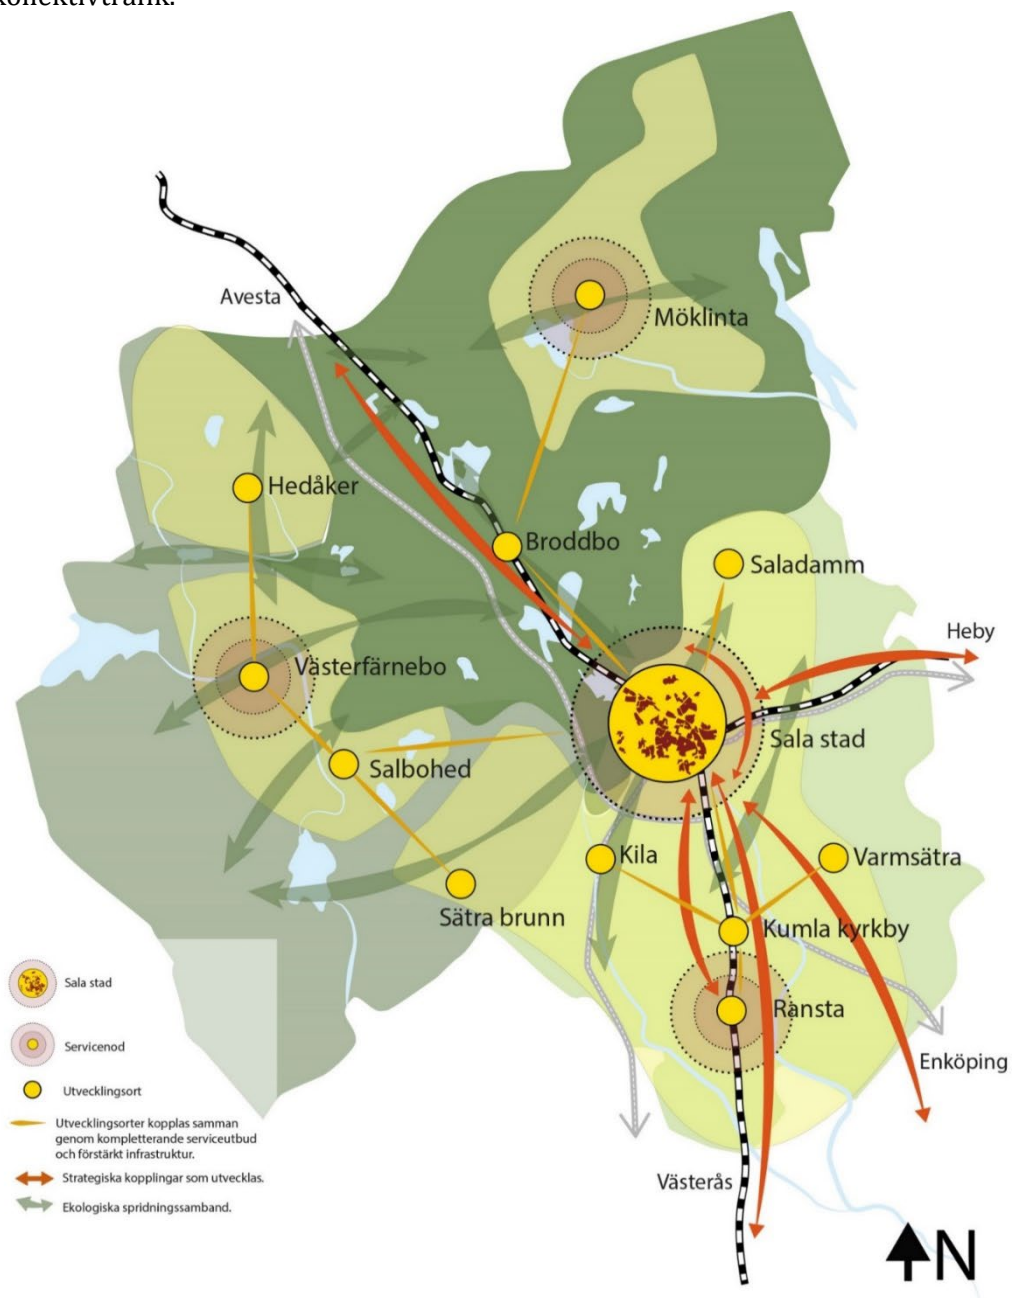 kollektivtrafik.
Avesta
Möklinta
Hedåker
Broddbo
Saladamm
Heby
Västerfärnebo
Sala stad
Salbohed
Kila
Varmsätra
Sätra brunn
Kumla kyrkby
Ransta
Enköping
Västerås
Sala stad
Servicenod
Utvecklingsort
Utvecklingsorter kopplas samman
genom kompletterande serviceutbud
och förstärkt infrastruktur.
Strategiska kopplingar som utvecklas.
Ekologiska spridningssamband.
N